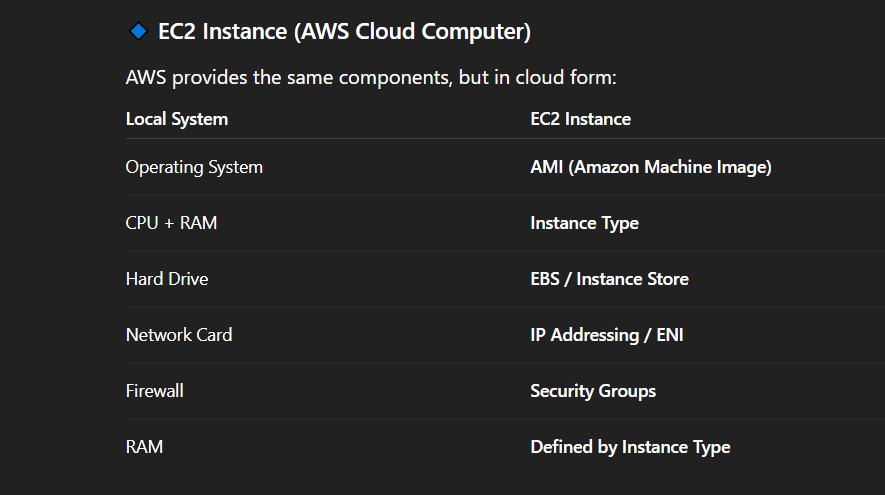 EC2 Instance (AWS Cloud Computer)
AWS provides the same components, but in cloud form:
Local System EC2 Instance
Operating System AMI (Amazon Machine Image)
CPU + RAM Instance Type
Hard Drive EBS / Instance Store
Network Card IP Addressing / ENI
Firewall Security Groups
RAM Defined by Instance Type